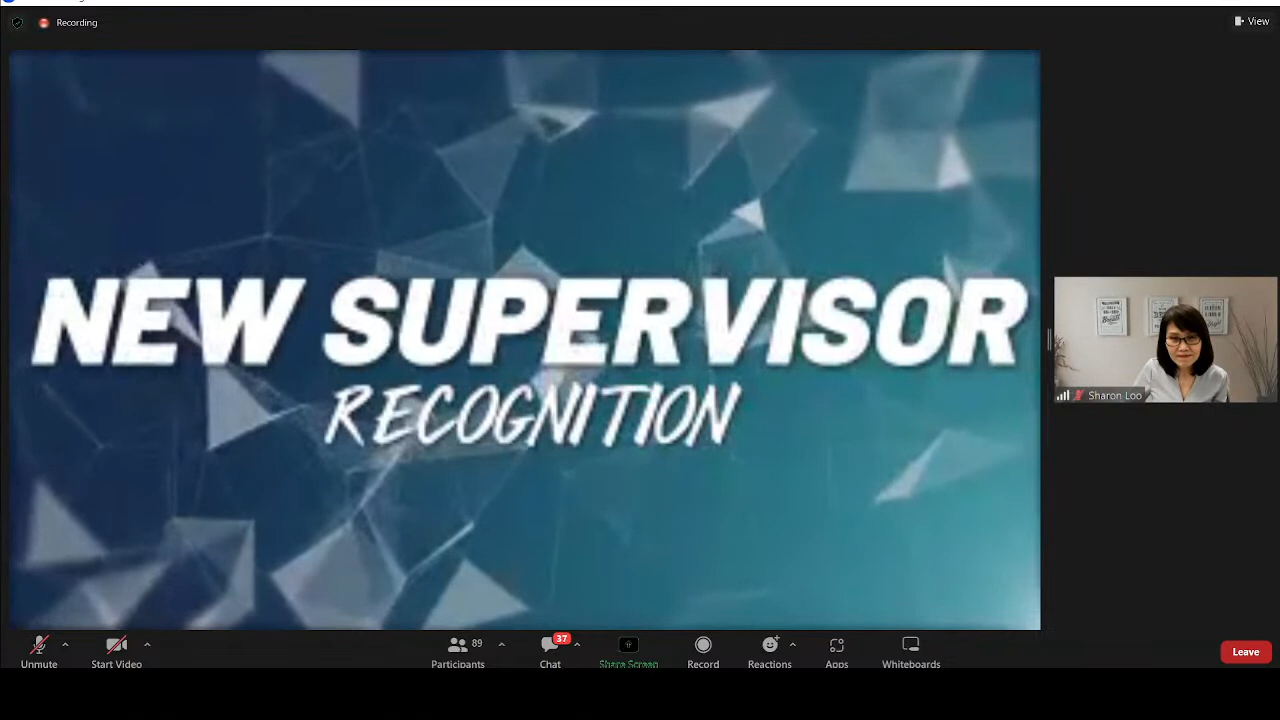 Recording
View
NEW SUPERVISOR
RECOGNITION
Sharon Loo
89
37
Unmute
Start Video
Participants
Chat
Share Screen
Record
Reactions
Apps
Whiteboards
Leave